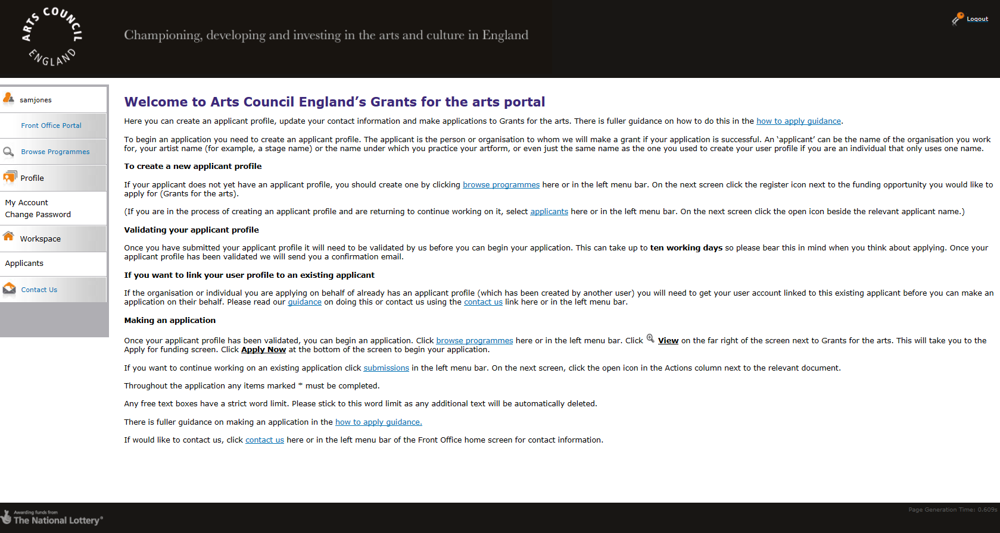 ARTS COUNCIL
ENGLAND
Championing, developing and investing in the arts and culture in England
Logout
samjones
Front Office Portal
Browse Programmes
Profile
My Account
Change Password
Workspace
Applicants
Contact Us
Welcome to Arts Council England’s Grants for the arts portal
Here you can create an applicant profile, update your contact information and make applications to Grants for the arts. There is fuller guidance on how to do this in the how to apply guidance.
To begin an application you need to create an applicant profile. The applicant is the person or organisation to whom we will make a grant if your application is successful. An ‘applicant’ can be the name of the organisation you work
for, your artist name (for example, a stage name) or the name under which you practice your artform, or even just the same name as the one you used to create your user profile if you are an individual that only uses one name.
To create a new applicant profile
If your applicant does not yet have an applicant profile, you should create one by clicking browse programmes here or in the left menu bar. On the next screen click the register icon next to the funding opportunity you would like to
apply for (Grants for the arts).
(If you are in the process of creating an applicant profile and are returning to continue working on it, select applicants here or in the left menu bar. On the next screen click the open icon beside the relevant applicant name.)
Validating your applicant profile
Once you have submitted your applicant profile it will need to be validated by us before you can begin your application. This can take up to ten working days so please bear this in mind when you think about applying. Once your
applicant profile has been validated we will send you a confirmation email.
If you want to link your user profile to an existing applicant
If the organisation or individual you are applying on behalf of already has an applicant profile (which has been created by another user) you will need to get your user account linked to this existing applicant before you can make an
application on their behalf. Please read our guidance on doing this or contact us using the contact us link here or in the left menu bar.
Making an application
Once your applicant profile has been validated, you can begin an application. Click browse programmes here or in the left menu bar. Click View on the far right of the screen next to Grants for the arts. This will take you to the
Apply for funding screen. Click Apply Now at the bottom of the screen to begin your application.
If you want to continue working on an existing application click submissions in the left menu bar. On the next screen, click the open icon in the Actions column next to the relevant document.
Throughout the application any items marked * must be completed.
Any free text boxes have a strict word limit. Please stick to this word limit as any additional text will be automatically deleted.
There is fuller guidance on making an application in the how to apply guidance.
If would like to contact us, click contact us here or in the left menu bar of the Front Office home screen for contact information.
Awarding funds from
The National Lottery®
Page Generation Time: 0.609s